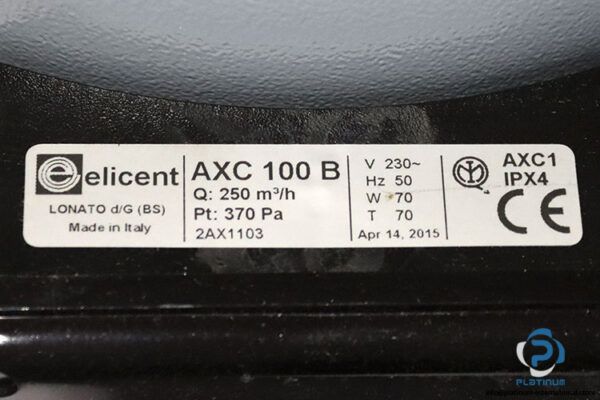 elicent
LONATO d/G (BS)
Made in Italy
AXC 100 B
Q: 250 m³/h
Pt: 370 Pa
2AX1103
V 230~
Hz 50
W 70
T 70
Apr 14, 2015
AXC1
IPX4
CE
PLATINUM